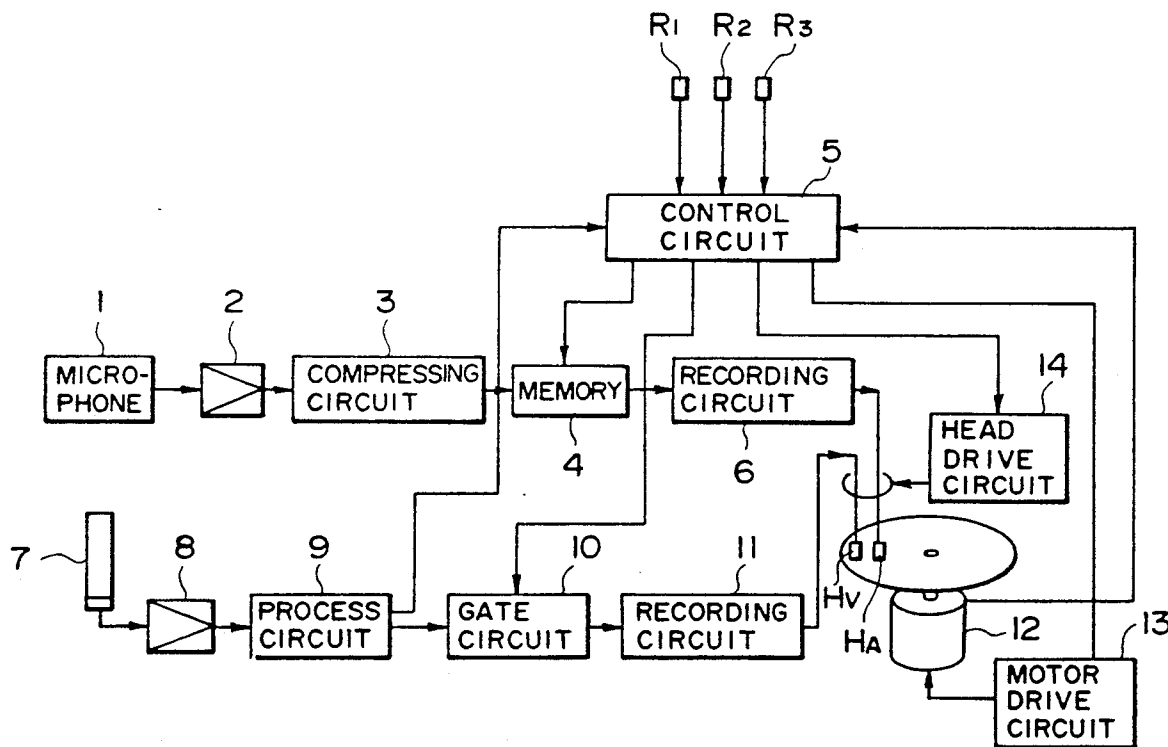 R1 R2 R3
5
CONTROL
CIRCUIT
1 2 3
MICRO-
PHONE
COMPRESSING
CIRCUIT
MEMORY
4
RECORDING
CIRCUIT
6
14
HEAD
DRIVE
CIRCUIT
7
8
9
PROCESS
CIRCUIT
10
GATE
CIRCUIT
11
RECORDING
CIRCUIT
HV
HA
12
13
MOTOR
DRIVE
CIRCUIT